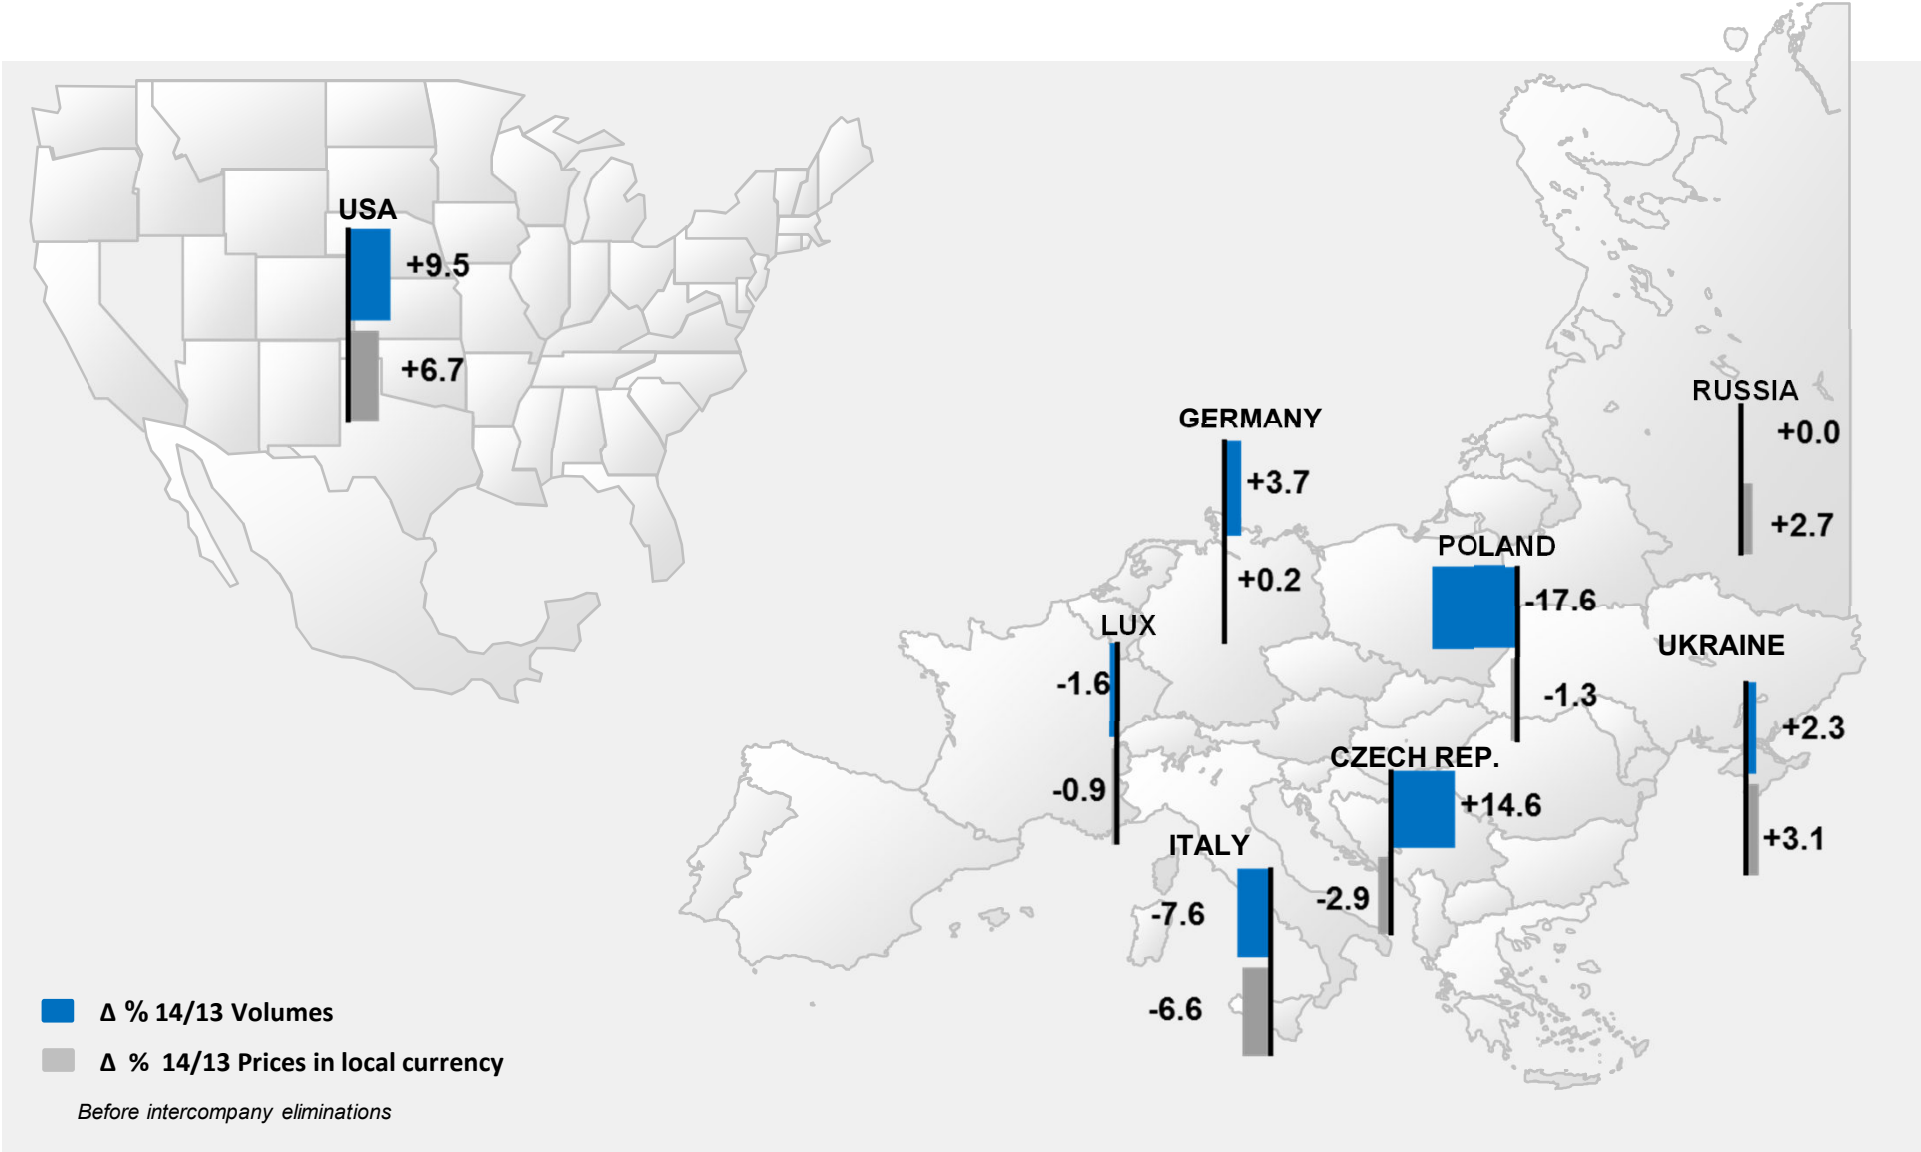 USA
+9.5
+6.7
GERMANY
+3.7
+0.2
RUSSIA
+0.0
+2.7
POLAND
-17.6
-1.3
LUX
-1.6
-0.9
UKRAINE
+2.3
+3.1
CZECH REP.
+14.6
-2.9
ITALY
-7.6
-6.6
Δ % 14/13 Volumes
Δ % 14/13 Prices in local currency
Before intercompany eliminations